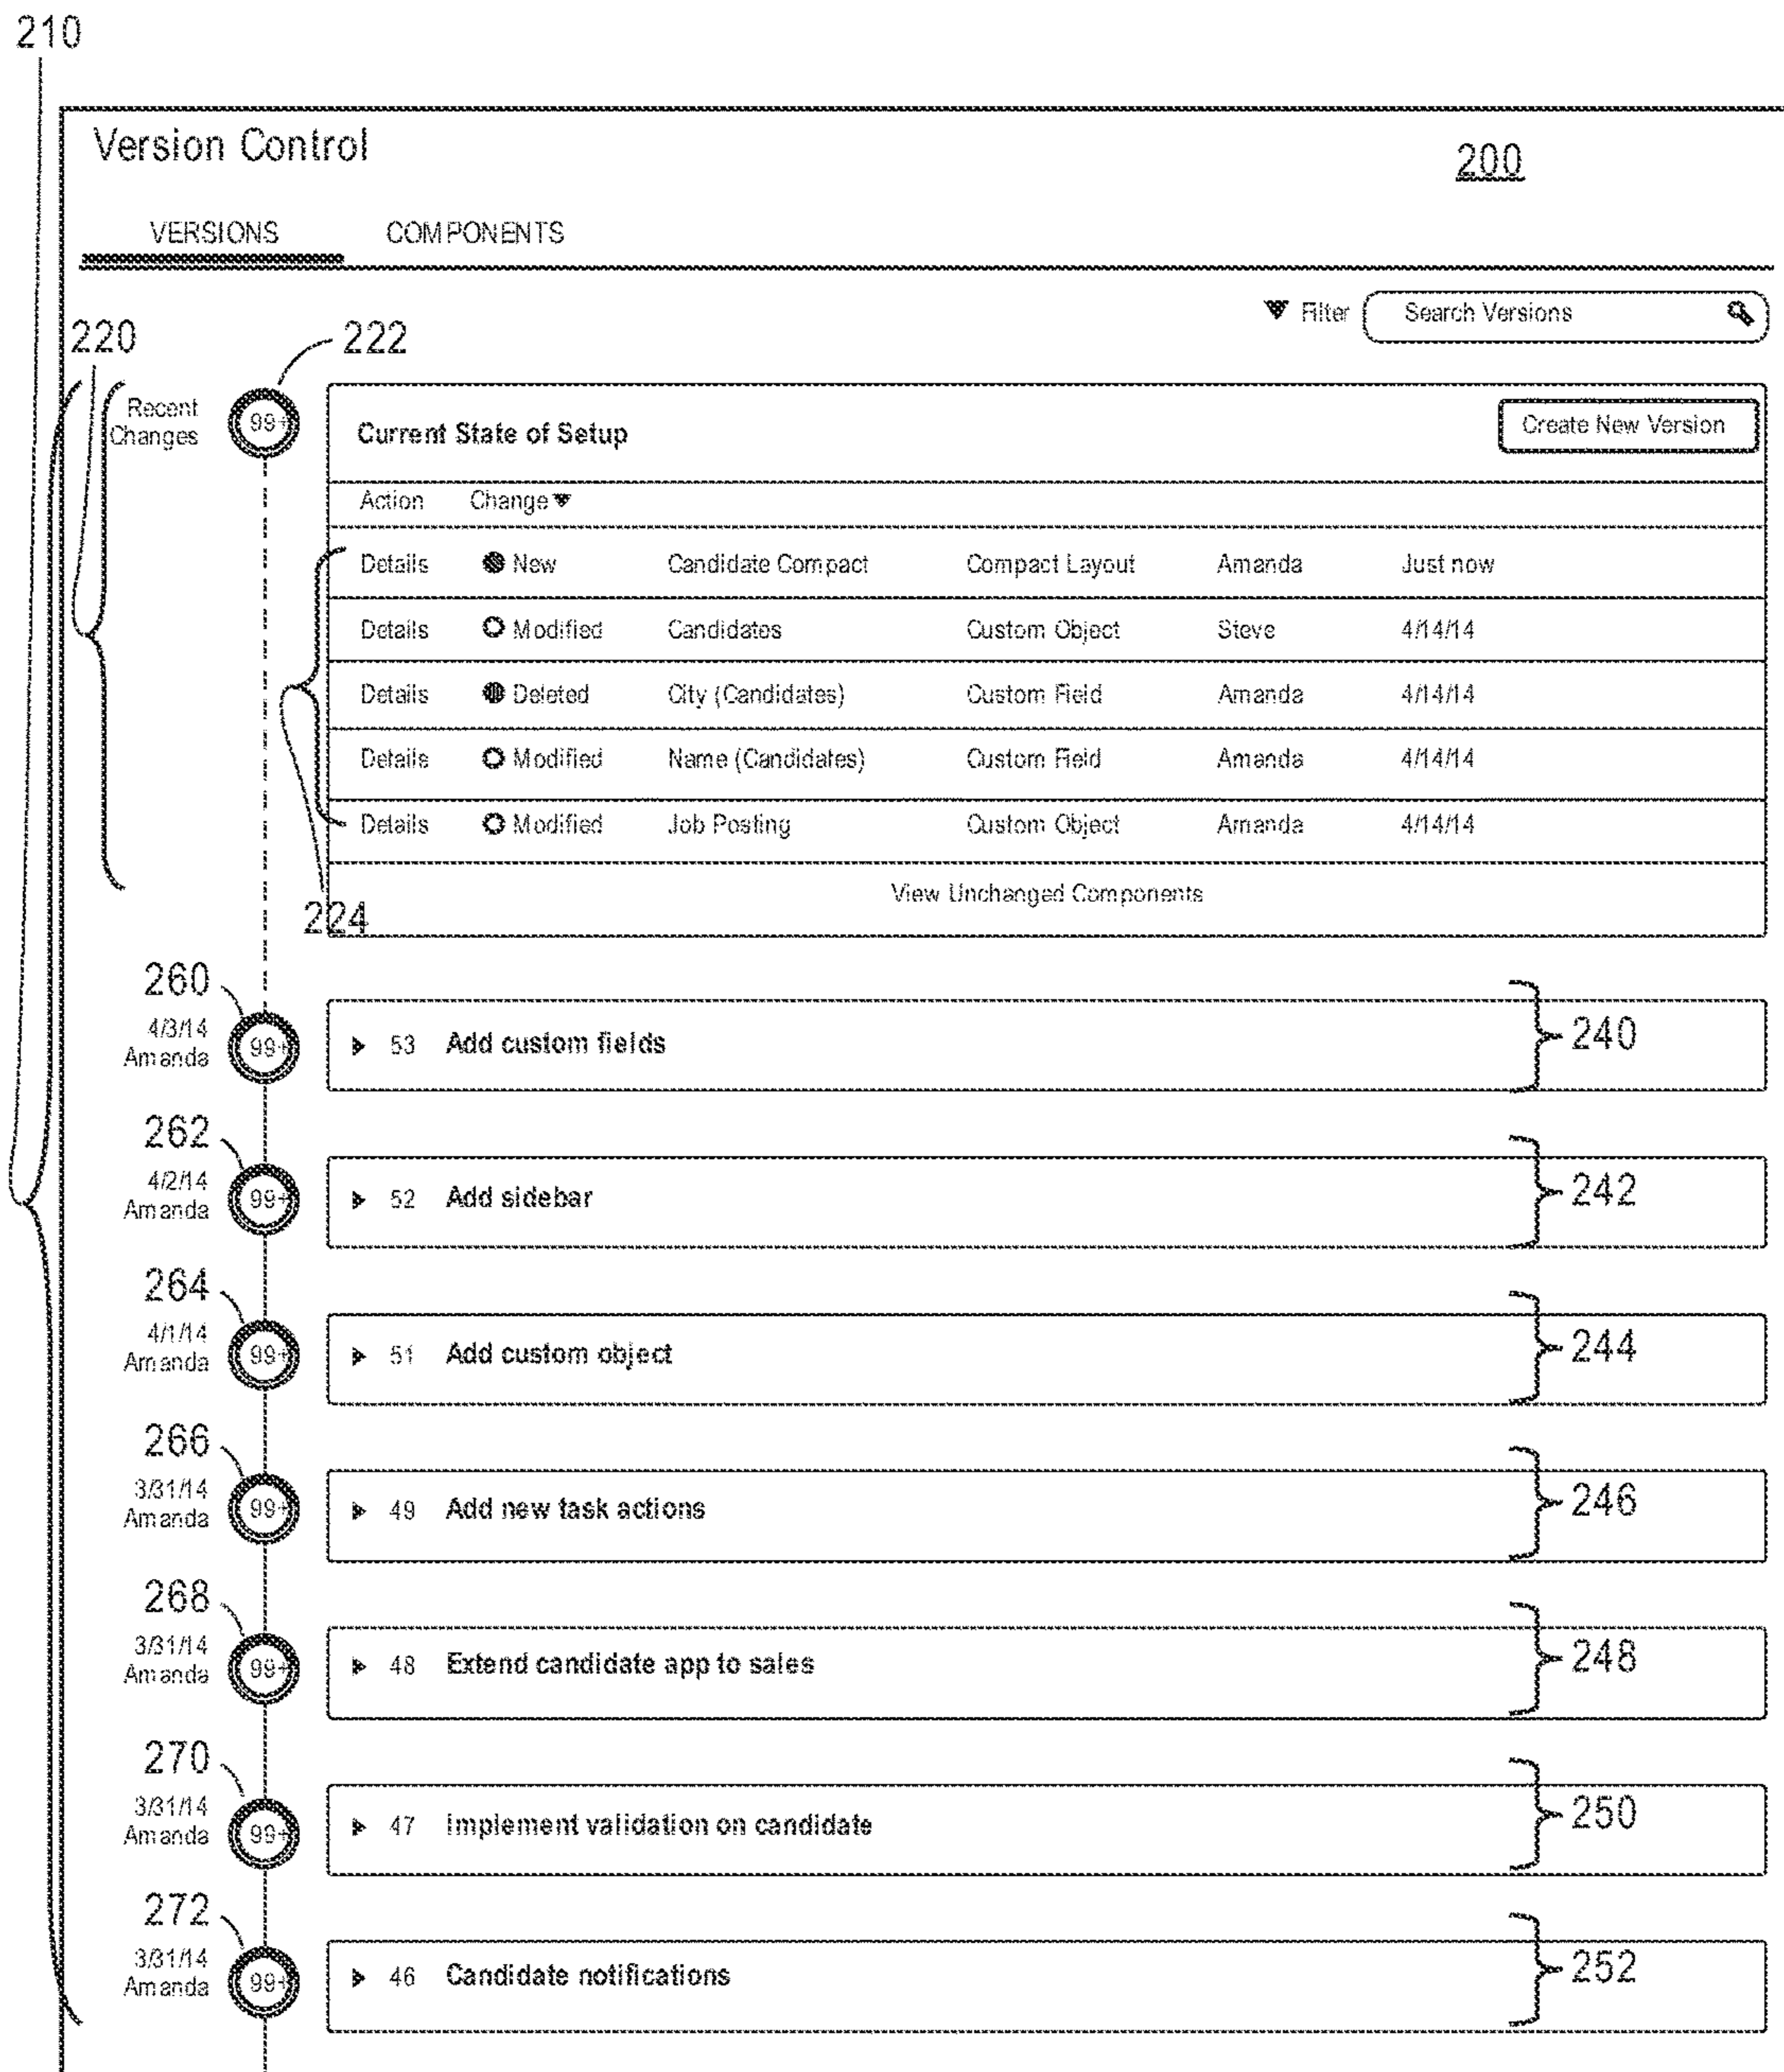 210
Version Control
200
VERSIONS COMPONENTS
Filter Search Versions
220
222
Recent Changes
99+
Current State of Setup
Create New Version
Action Change
Details New Candidate Compact Compact Layout Amanda Just now
Details Modified Candidates Custom Object Steve 4/14/14
Details Deleted City (Candidates) Custom Field Amanda 4/14/14
Details Modified Name (Candidates) Custom Field Amanda 4/14/14
Details Modified Job Posting Custom Object Amanda 4/14/14
View Unchanged Components
224
260
4/3/14
Amanda
99+
53 Add custom fields
240
262
4/2/14
Amanda
99+
52 Add sidebar
242
264
4/1/14
Amanda
99+
51 Add custom object
244
266
3/31/14
Amanda
99+
49 Add new task actions
246
268
3/31/14
Amanda
99+
48 Extend candidate app to sales
248
270
3/31/14
Amanda
99+
47 Implement validation on candidate
250
272
3/31/14
Amanda
99+
46 Candidate notifications
252